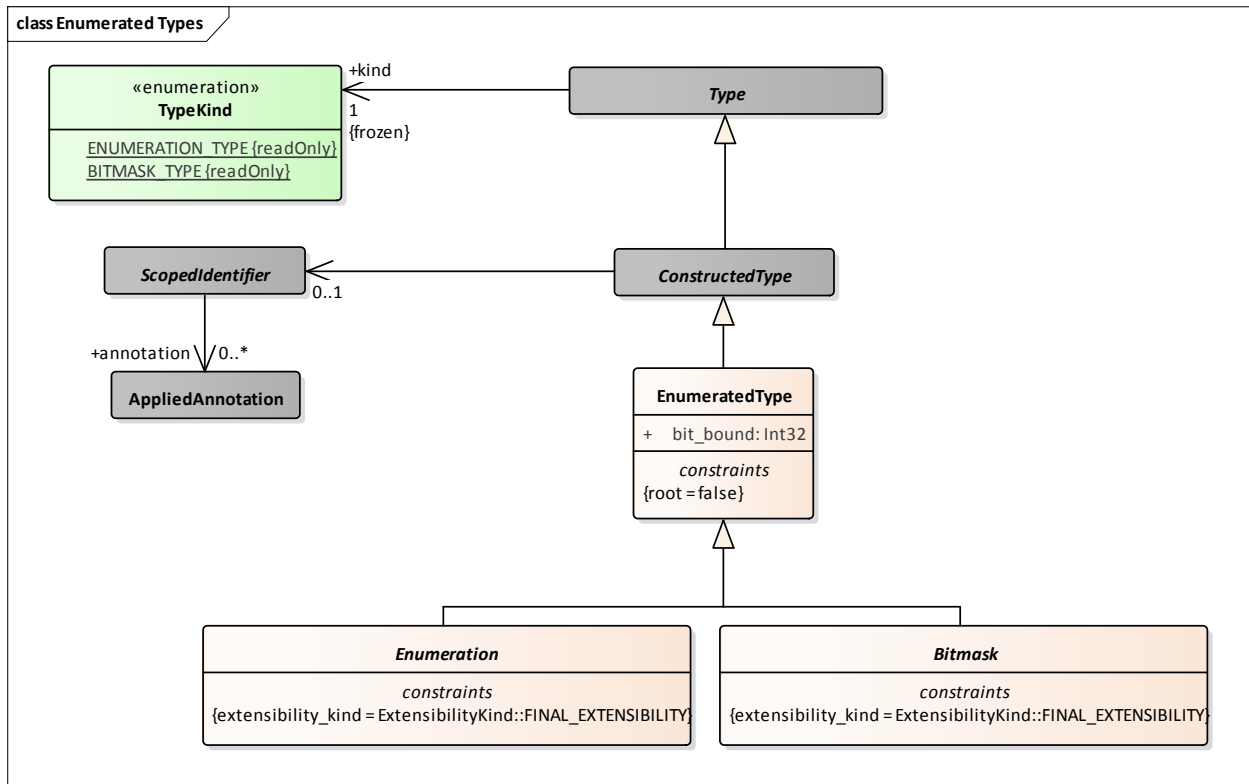 class Enumerated Types
«enumeration»
TypeKind
ENUMERATION_TYPE {readOnly}
BITMASK_TYPE {readOnly}
+kind
1
{frozen}
Type
ScopedIdentifier
0..1
ConstructedType
+annotation
0..*
AppliedAnnotation
EnumeratedType
+ bit_bound: Int32
constraints
{root = false}
Enumeration
constraints
{extensibility_kind = ExtensibilityKind::FINAL_EXTENSIBILITY}
Bitmask
constraints
{extensibility_kind = ExtensibilityKind::FINAL_EXTENSIBILITY}